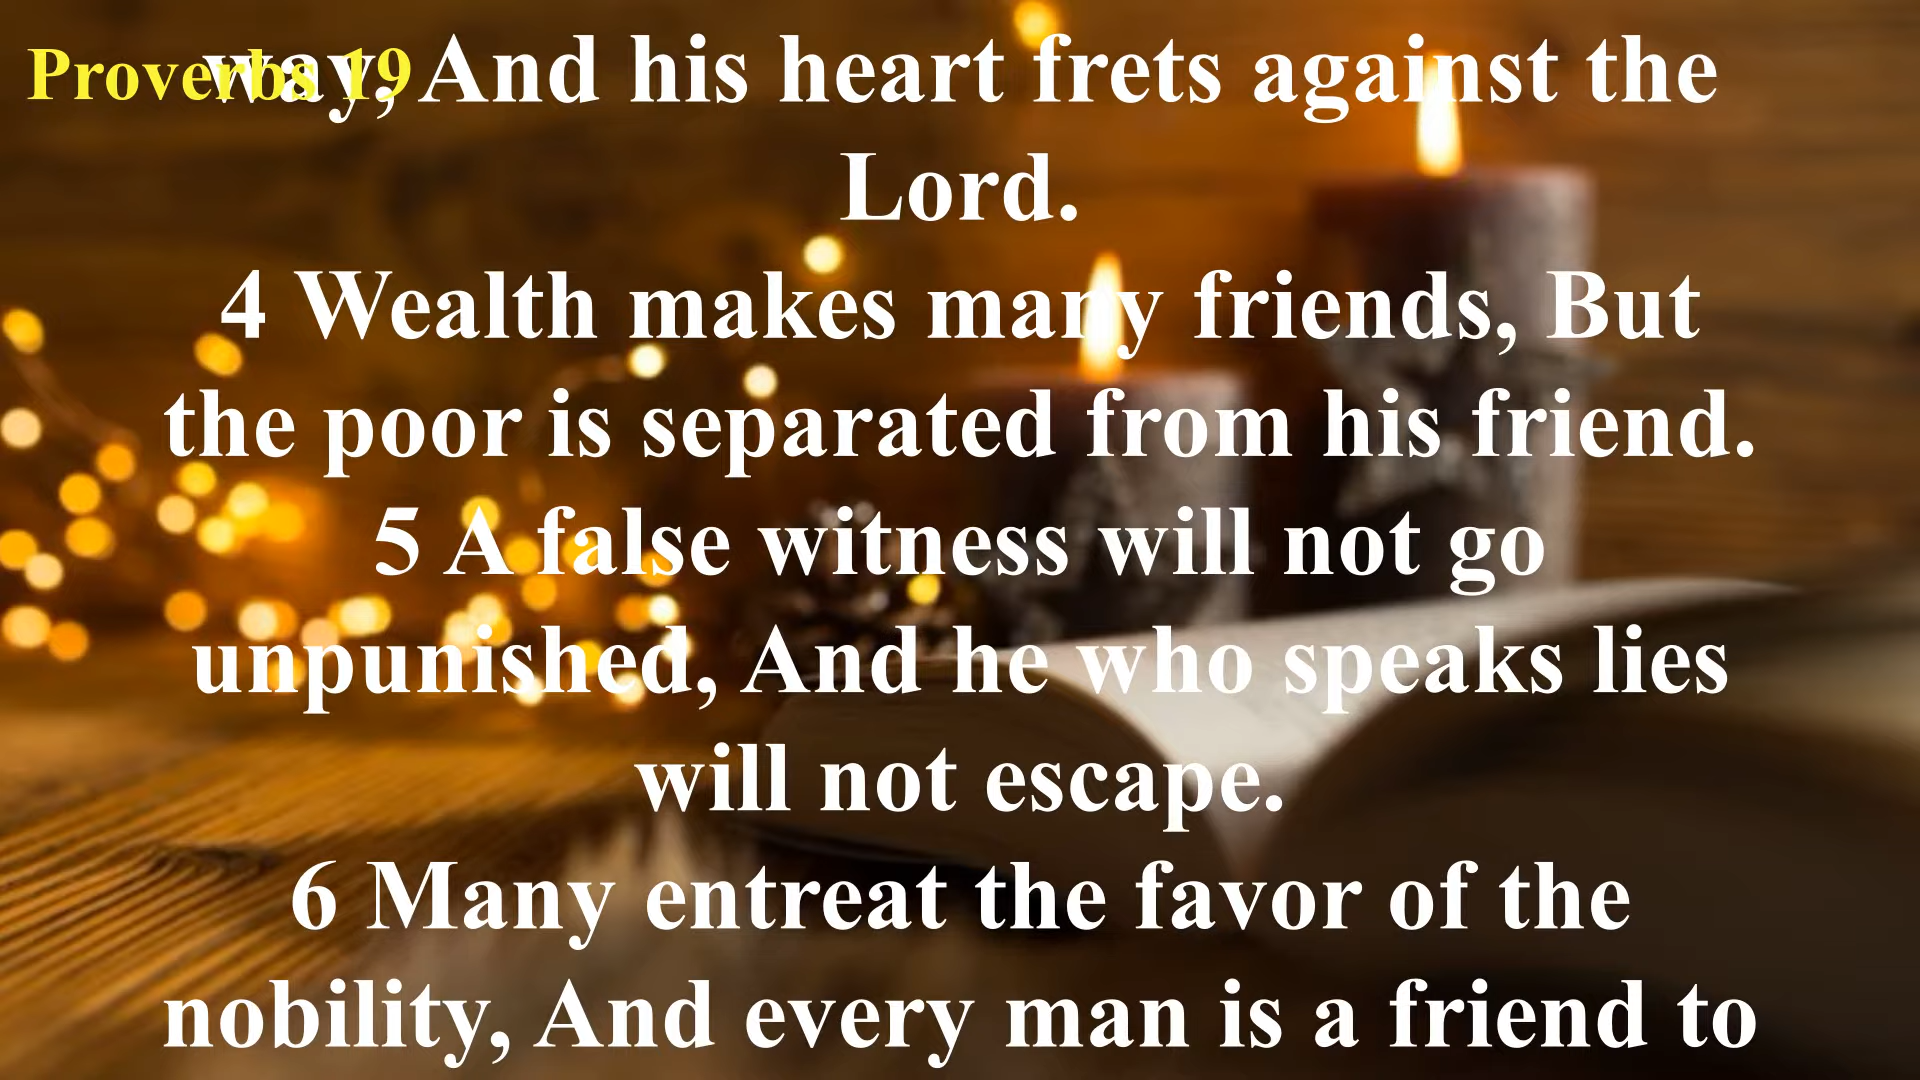 Proverbs 19
way, And his heart frets against the
Lord.
4 Wealth makes many friends, But
the poor is separated from his friend.
5 A false witness will not go
unpunished, And he who speaks lies
will not escape.
6 Many entreat the favor of the
nobility, And every man is a friend to